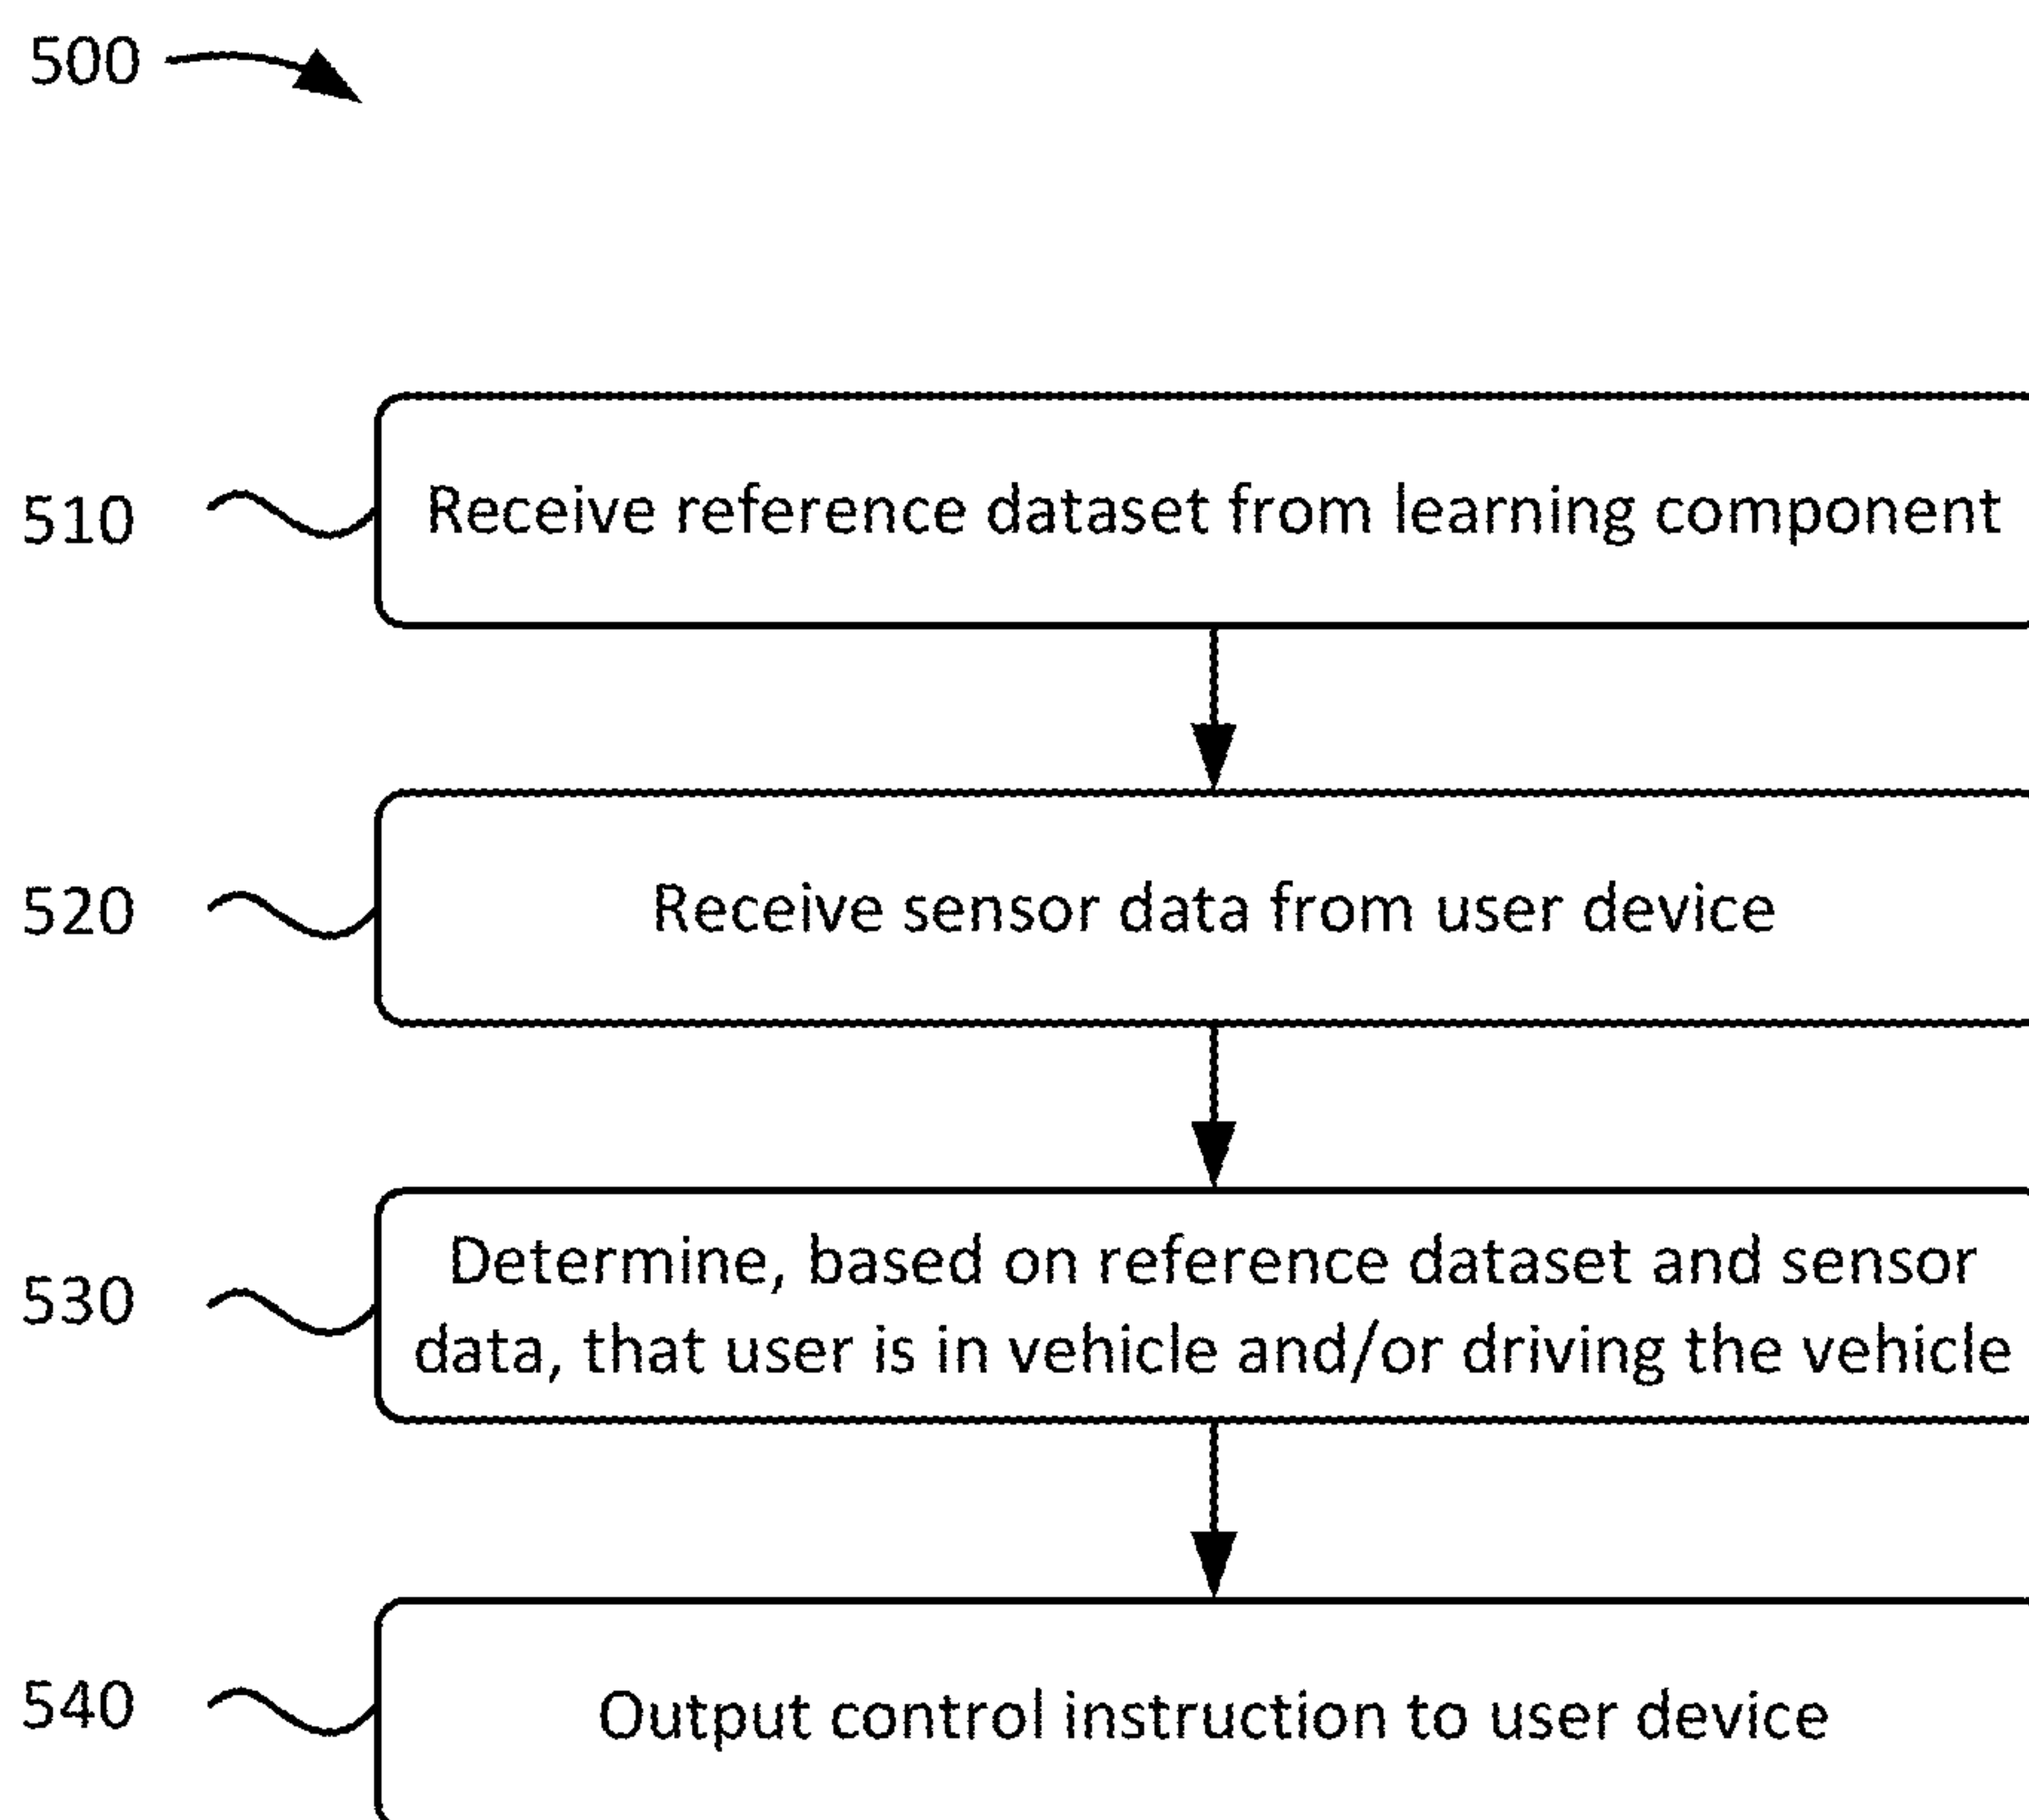 500
510 Receive reference dataset from learning component
520 Receive sensor data from user device
530 Determine, based on reference dataset and sensor
data, that user is in vehicle and/or driving the vehicle
540 Output control instruction to user device